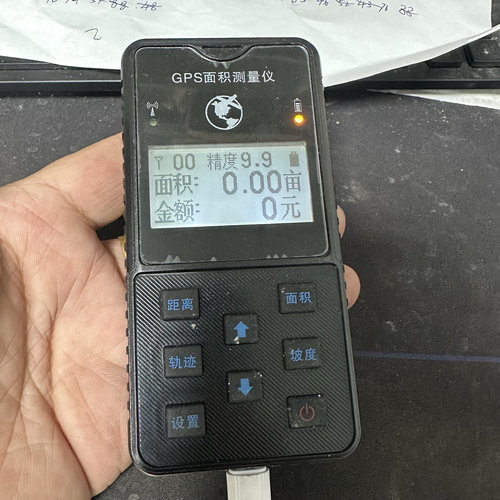 GPS面积测量仪
00 精度9.9
面积: 0.00亩
金额: 0元
距离 面积
轨迹 坡度
设置